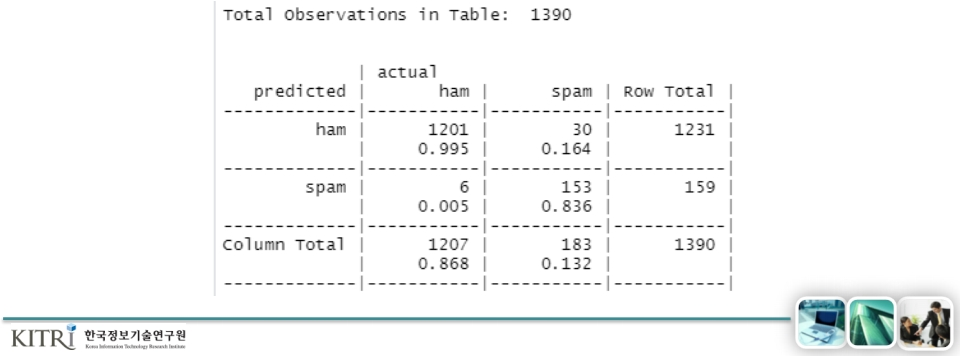 Total Observations in Table:  1390
             | actual
   predicted |       ham |      spam | Row Total |
-------------|-----------|-----------|-----------|
         ham |      1201 |        30 |      1231 |
             |     0.995 |     0.164 |           |
-------------|-----------|-----------|-----------|
        spam |         6 |       153 |       159 |
             |     0.005 |     0.836 |           |
-------------|-----------|-----------|-----------|
Column Total |      1207 |       183 |      1390 |
             |     0.868 |     0.132 |           |
-------------|-----------|-----------|-----------|
KITRI 한국정보기술연구원
Korea Information Technology Research Institute